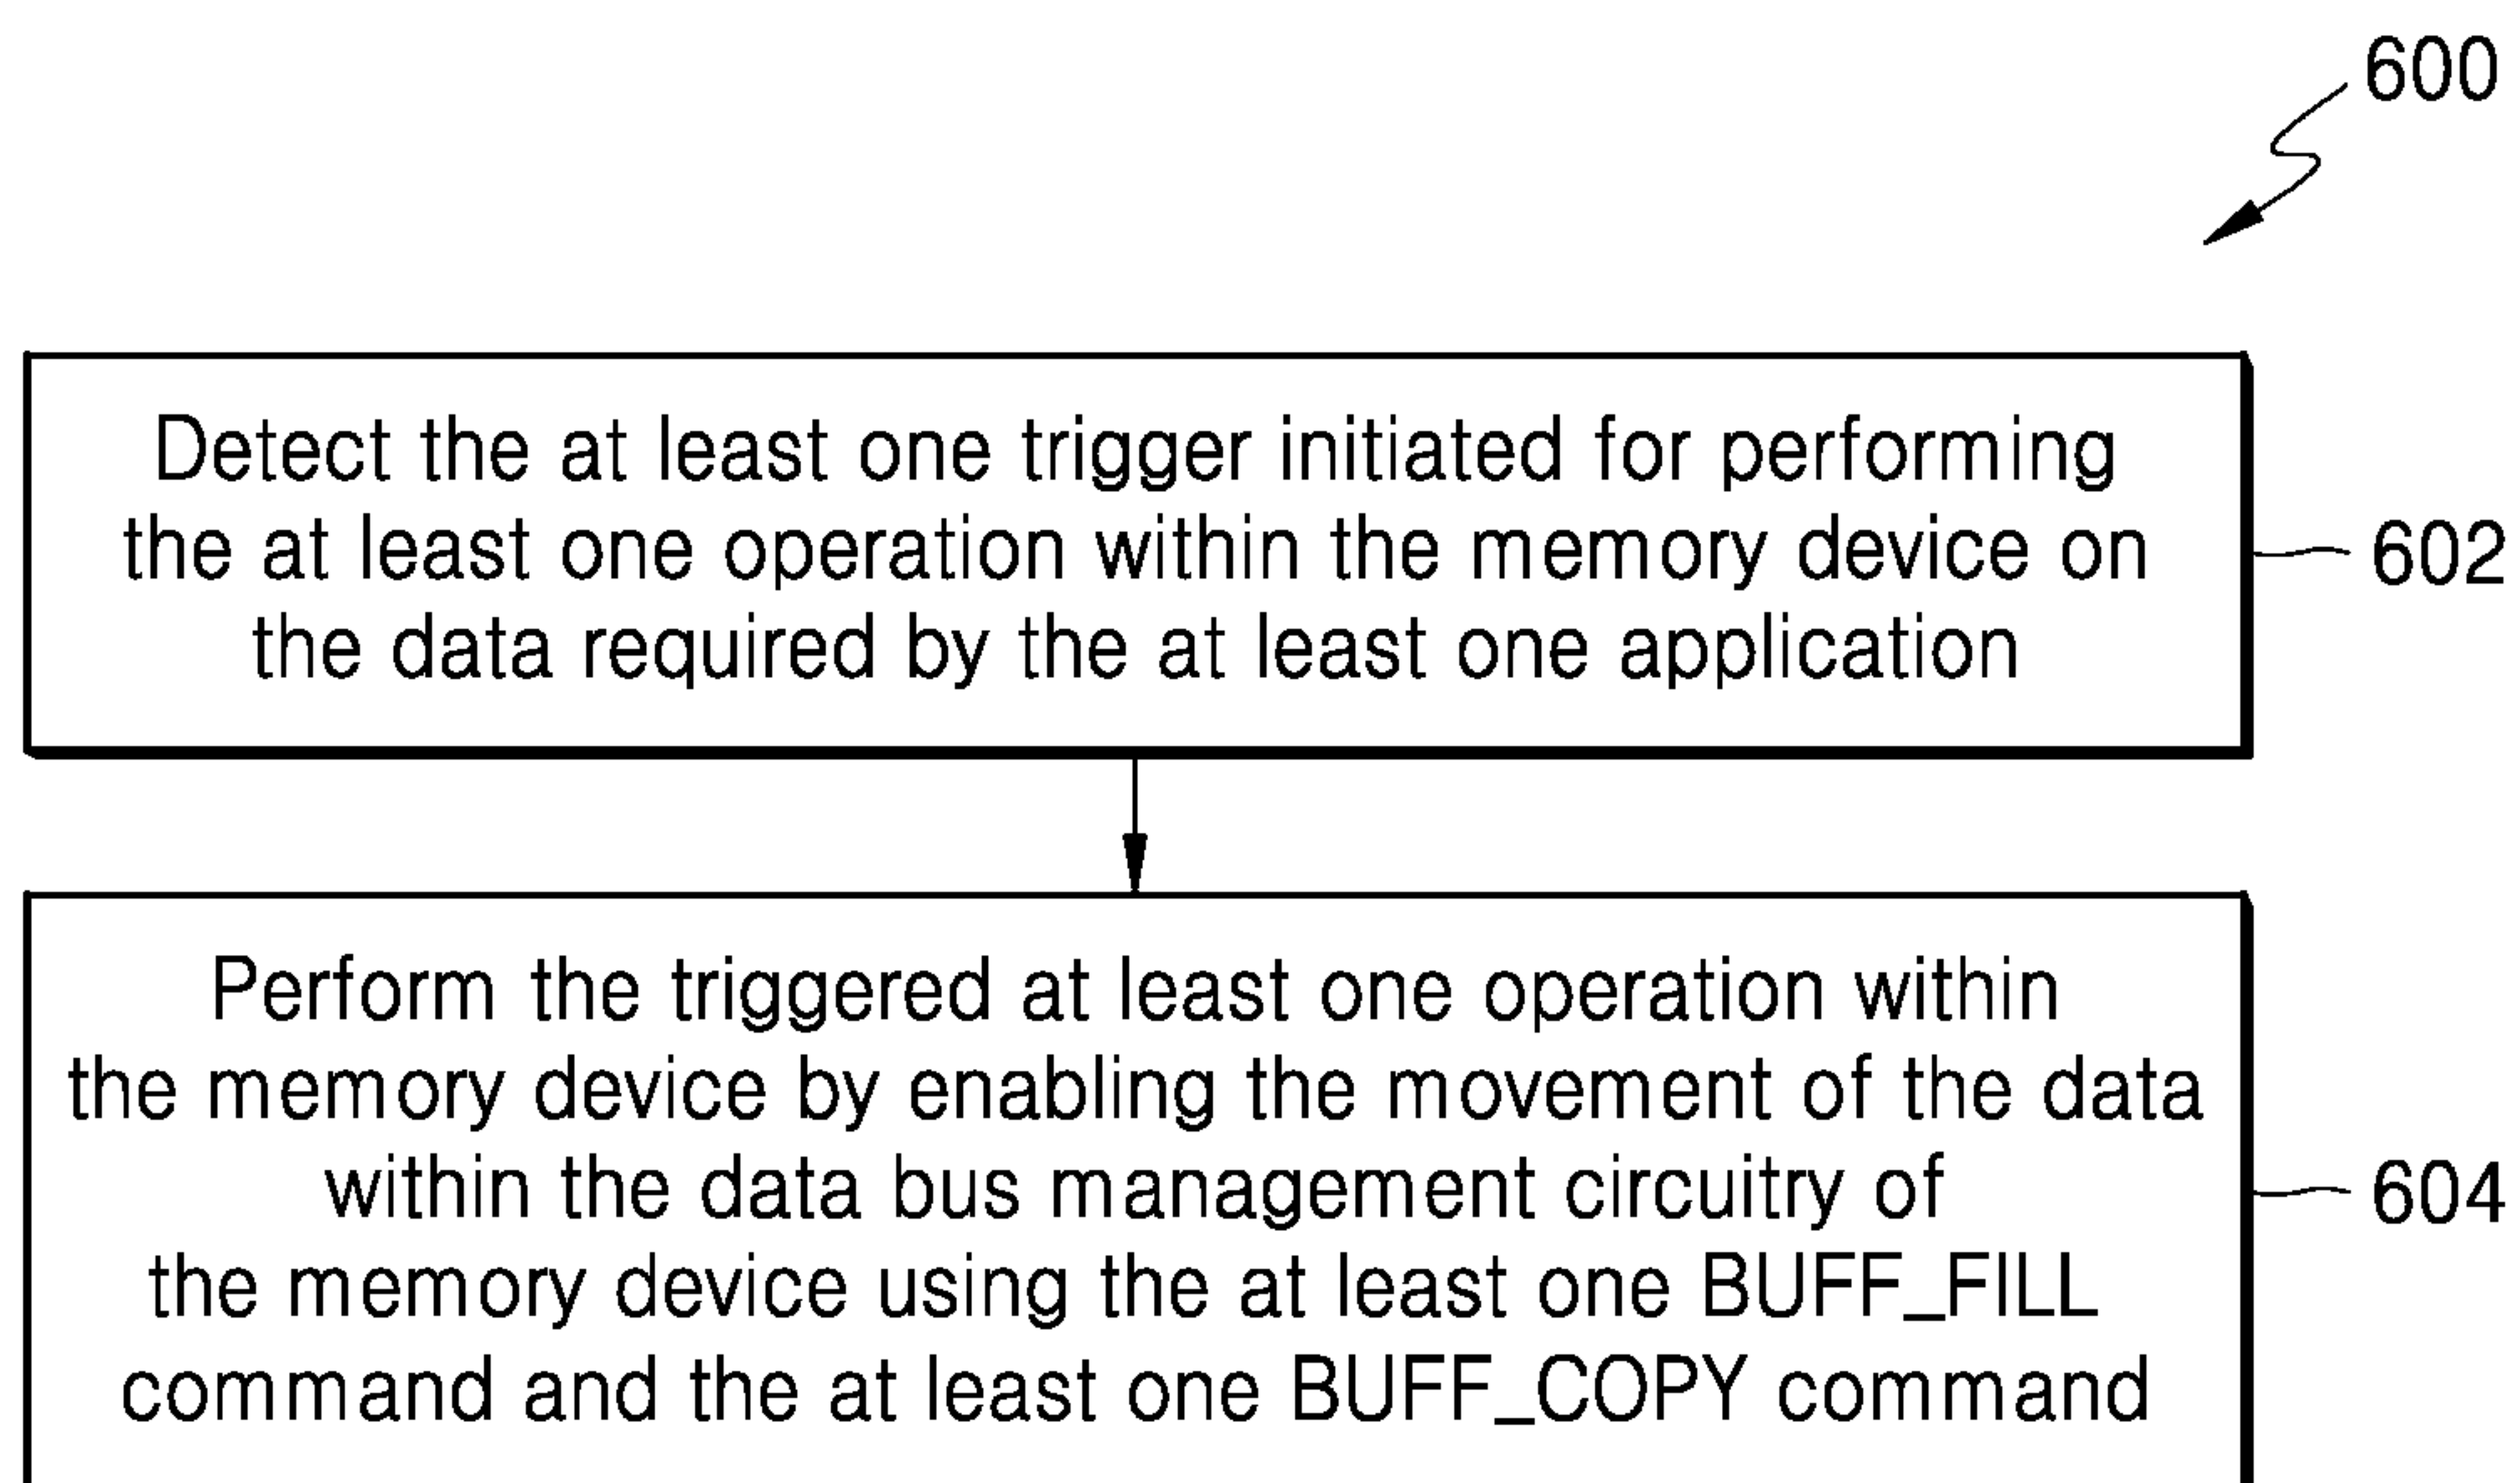 600
Detect the at least one trigger initiated for performing
the at least one operation within the memory device on
the data required by the at least one application
602
Perform the triggered at least one operation within
the memory device by enabling the movement of the data
within the data bus management circuitry of
the memory device using the at least one BUFF_FILL
command and the at least one BUFF_COPY command
604